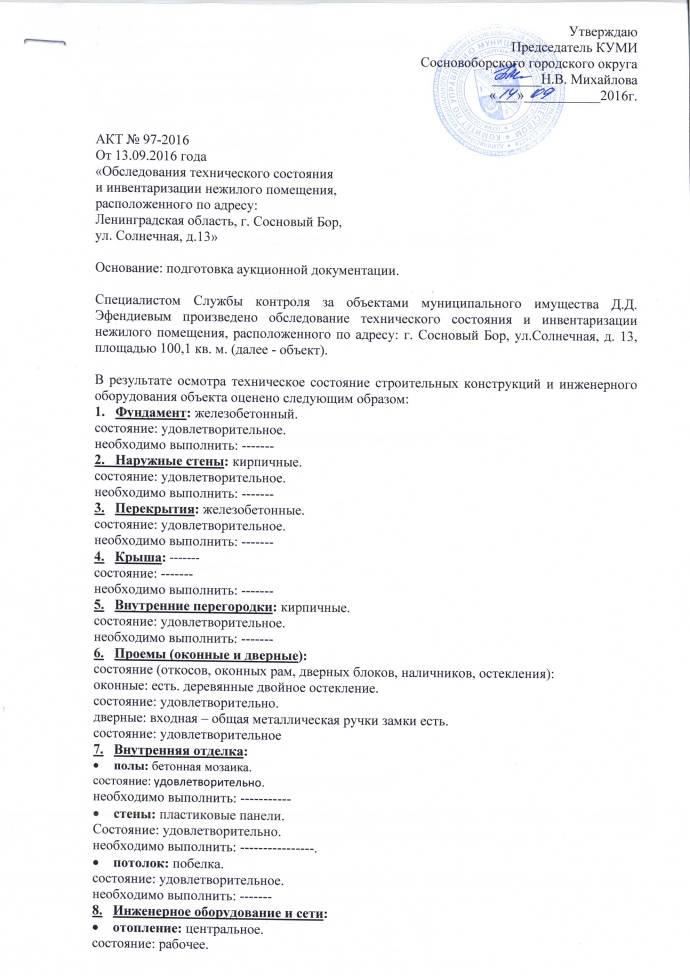 Утверждаю
Председатель КУМИ
Сосновоборского городского округа
_______Н.В. Михайлова
«14» 09 ___________2016г.
АКТ № 97-2016
От 13.09.2016 года
«Обследования технического состояния
и инвентаризации нежилого помещения,
расположенного по адресу:
Ленинградская область, г. Сосновый Бор,
ул. Солнечная, д.13»
Основание: подготовка аукционной документации.
Специалистом Службы контроля за объектами муниципального имущества Д.Д.
Эфендиевым произведено обследование технического состояния и инвентаризации
нежилого помещения, расположенного по адресу: г. Сосновый Бор, ул.Солнечная, д. 13,
площадью 100,1 кв. м. (далее - объект).
В результате осмотра техническое состояние строительных конструкций и инженерного
оборудования объекта оценено следующим образом:
1. Фундамент: железобетонный.
состояние: удовлетворительное.
необходимо выполнить: -------
2. Наружные стены: кирпичные.
состояние: удовлетворительное.
необходимо выполнить: -------
3. Перекрытия: железобетонные.
состояние: удовлетворительное.
необходимо выполнить: -------
4. Крыша: -------
состояние: -------
необходимо выполнить: -------
5. Внутренние перегородки: кирпичные.
состояние: удовлетворительное.
необходимо выполнить: -------
6. Проемы (оконные и дверные):
состояние (откосов, оконных рам, дверных блоков, наличников, остекления):
оконные: есть. деревянные двойное остекление.
состояние: удовлетворительно.
дверные: входная – общая металлическая ручки замки есть.
состояние: удовлетворительное
7. Внутренняя отделка:
• полы: бетонная мозаика.
состояние: удовлетворительно.
необходимо выполнить: -----------
• стены: пластиковые панели.
Состояние: удовлетворительно.
необходимо выполнить: ----------------.
• потолок: побелка.
состояние: удовлетворительное.
необходимо выполнить: -------
8. Инженерное оборудование и сети:
• отопление: центральное.
состояние: рабочее.